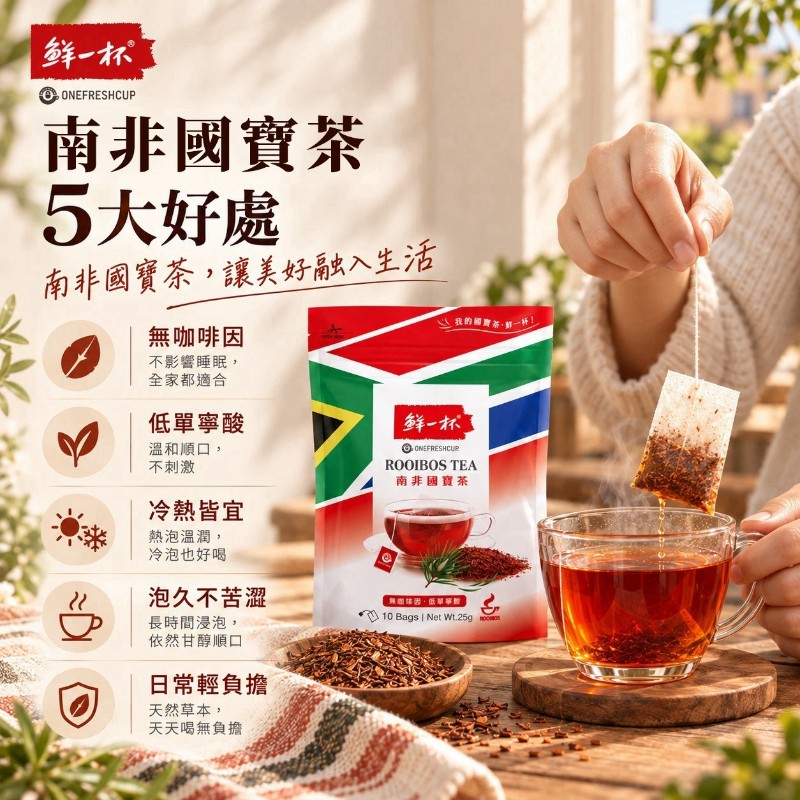 鮮一杯®
ONEFRESHCUP
南非國寶茶
5大好處
南非國寶茶，讓美好融入生活
無咖啡因
不影響睡眠，
全家都適合
低單寧酸
溫和順口，
不刺激
冷熱皆宜
熱泡溫潤，
冷泡也好喝
泡久不苦澀
長時間浸泡，
依然甘醇順口
日常輕負擔
天然草本，
天天喝無負擔
我的國寶茶·鮮一杯！
鮮一杯®
ONEFRESHCUP
ROOIBOS TEA
南非國寶茶
無咖啡因·低單寧酸
10 Bags | Net Wt.25g
ROOIBOS